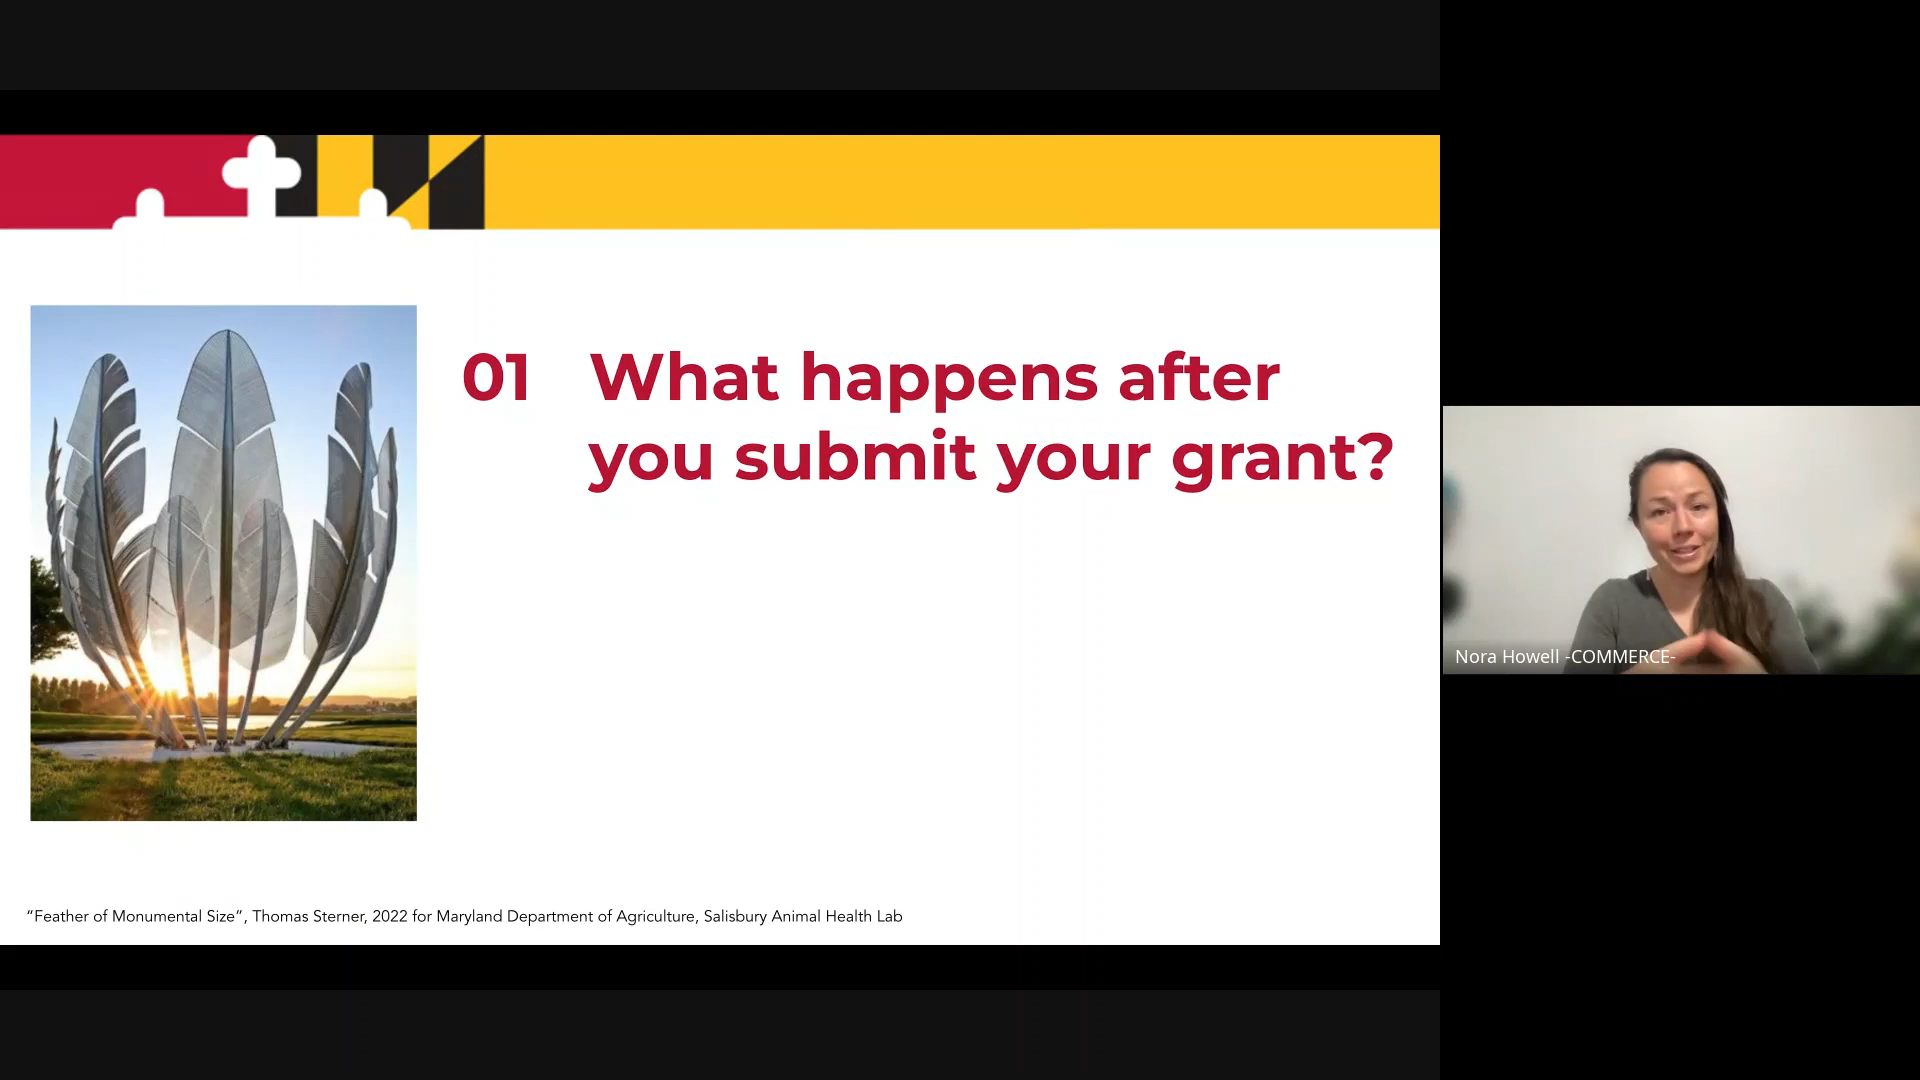 01 What happens after
you submit your grant?
Nora Howell -COMMERCE-
“Feather of Monumental Size”, Thomas Sterner, 2022 for Maryland Department of Agriculture, Salisbury Animal Health Lab